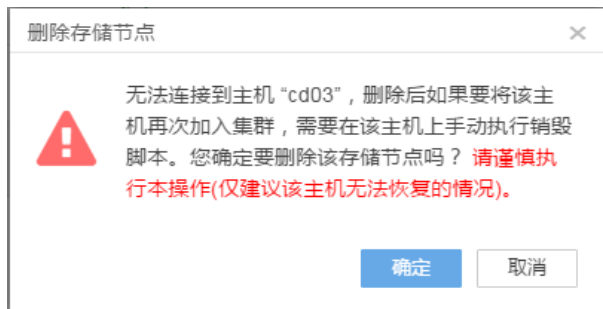 删除存储节点
无法连接到主机 “cd03”，删除后如果要将该主
机再次加入集群，需要在该主机上手动执行销毁
脚本。您确定要删除该存储节点吗？ 请谨慎执
行本操作(仅建议该主机无法恢复的情况)。
确定
取消